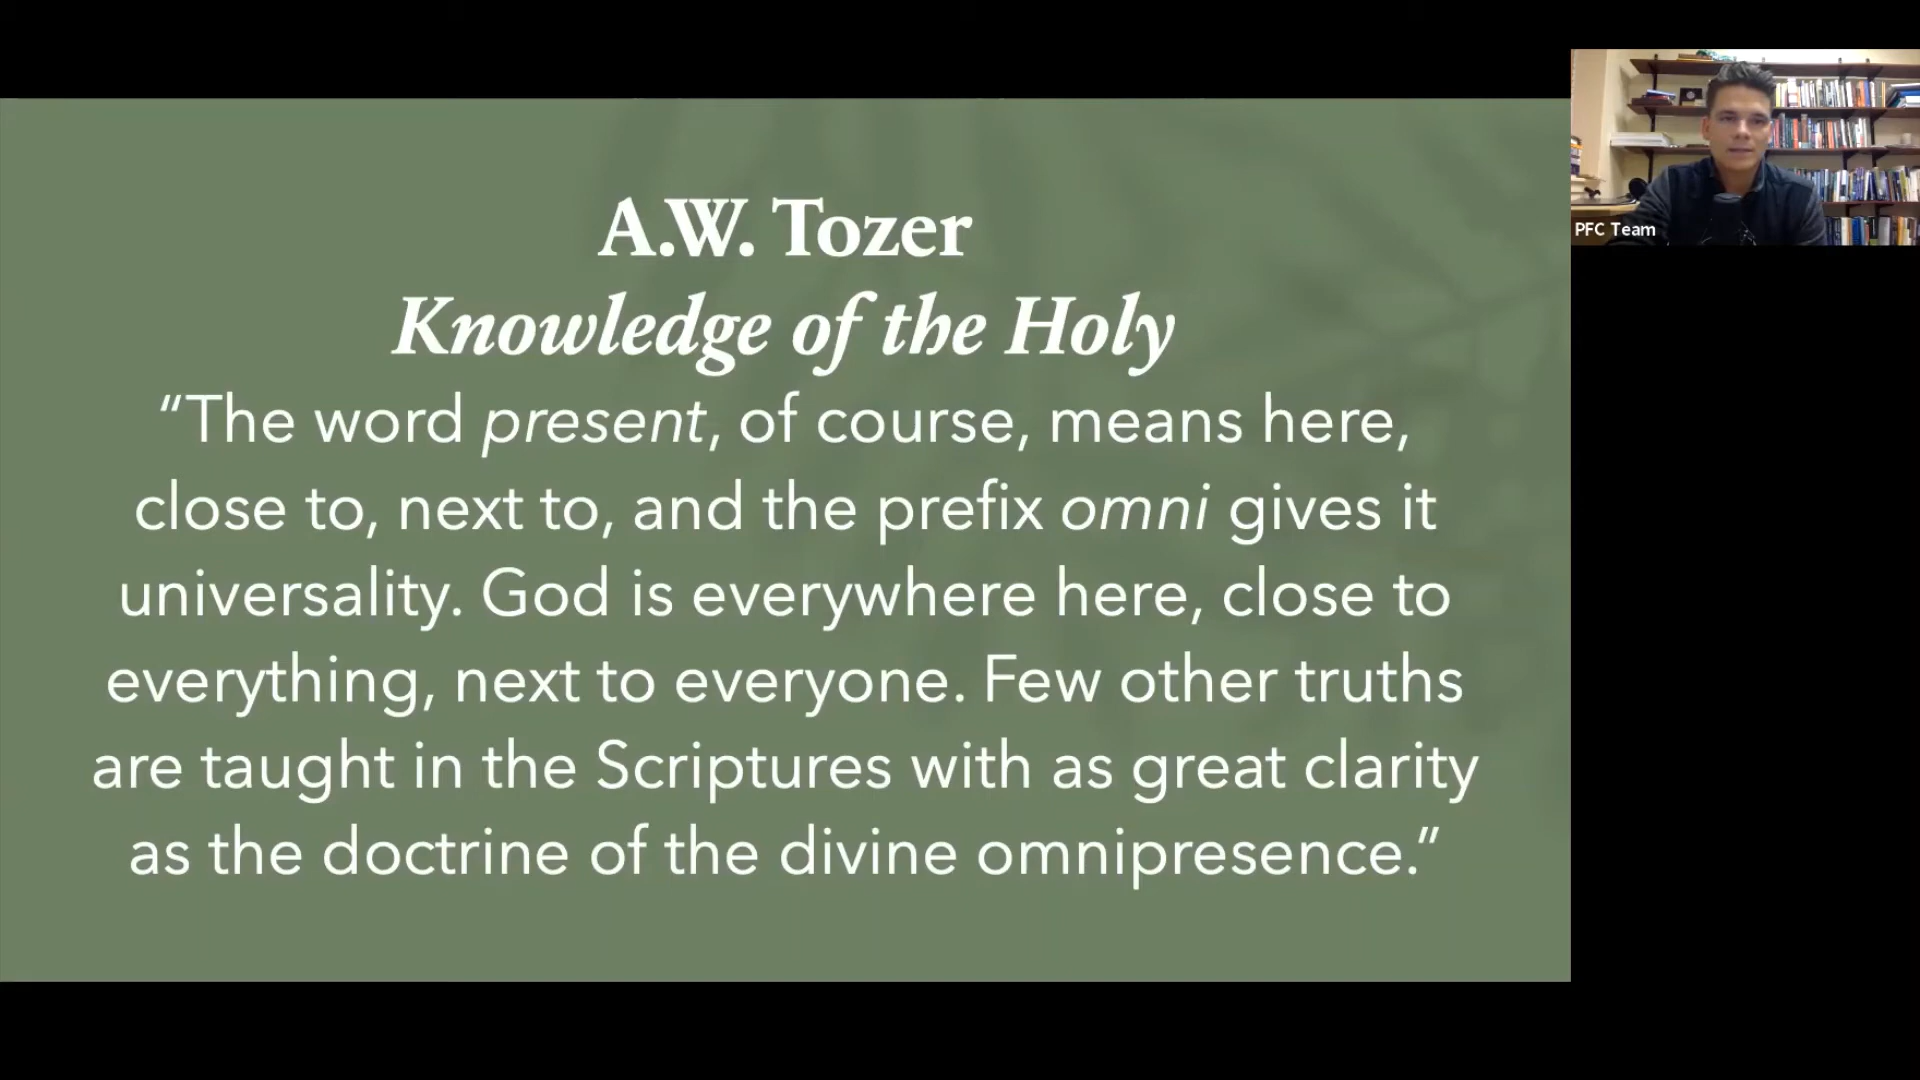 A.W. Tozer
Knowledge of the Holy
“The word present, of course, means here,
close to, next to, and the prefix omni gives it
universality. God is everywhere here, close to
everything, next to everyone. Few other truths
are taught in the Scriptures with as great clarity
as the doctrine of the divine omnipresence.”
PFC Team